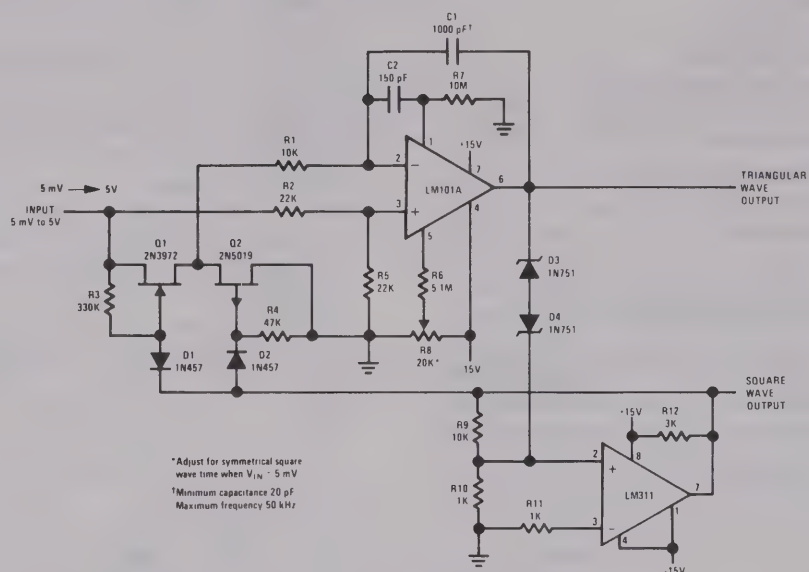 C1
1000 pF†
C2
150 pF
R7
10M
R1
10K
15V
1
2
7
5 mV → 5V
R2
22K
LM101A
6
TRIANGULAR
WAVE
OUTPUT
INPUT
5 mV to 5V
3
4
Q1
2N3972
Q2
2N5019
5
R3
330K
R5
22K
R6
5.1M
D3
1N751
R4
47K
D4
1N751
D1
1N457
D2
1N457
R8
20K*
15V
SQUARE
WAVE
OUTPUT
R9
10K
15V
R12
3K
*Adjust for symmetrical square
wave time when VIN 5 mV
†Minimum capacitance 20 pF
Maximum frequency 50 kHz
2
8
R10
1K
R11
1K
LM311
7
3
4
1
15V